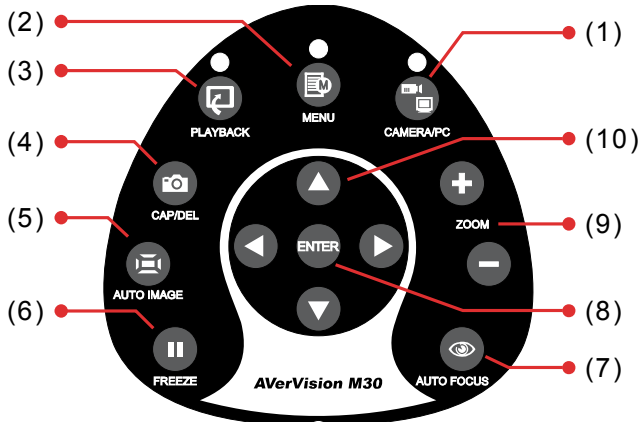 (2)
(1)
(3)
PLAYBACK
M
MENU
CAMERA/PC
(4)
(10)
CAP/DEL
(5)
ZOOM
(9)
ENTER
AUTO IMAGE
(6)
(8)
FREEZE
AVerVision M30
AUTO FOCUS
(7)